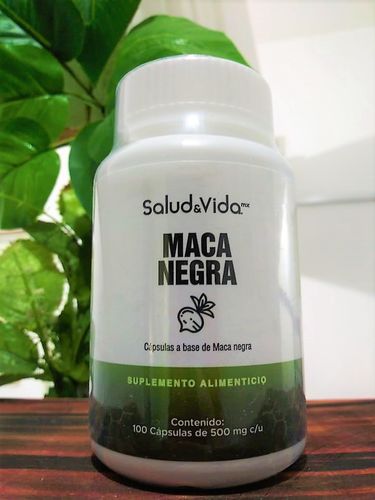 Salud&Vida.mx
MACA
NEGRA
Cápsulas a base de Maca negra
SUPLEMENTO ALIMENTICIO
Contenido:
100 Cápsulas de 500 mg c/u